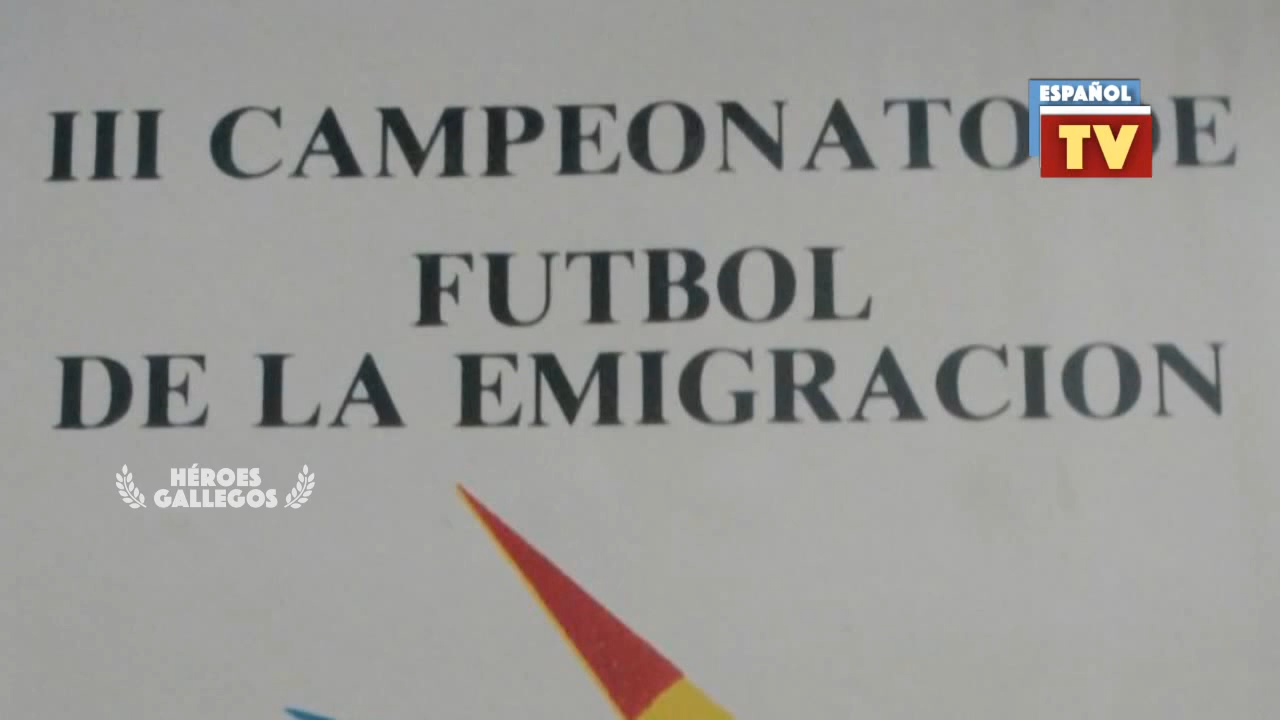 ESPAÑOL
TV
III CAMPEONATO DE
FUTBOL
DE LA EMIGRACION
HÉROES
GALLEGOS